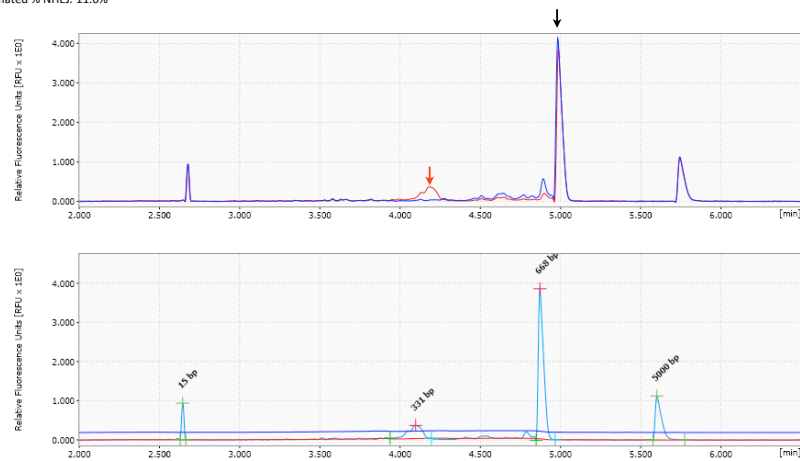 4.000
3.000
2.000
1.000
0.000
Relative Fluorescence Units [RFU x 1E0]
2.000 2.500 3.000 3.500 4.000 4.500 5.000 5.500 6.000 [min]
668 bp
15 bp
331 bp
5000 bp
4.000
3.000
2.000
1.000
0.000
Relative Fluorescence Units [RFU x 1E0]
2.000 2.500 3.000 3.500 4.000 4.500 5.000 5.500 6.000 [min]